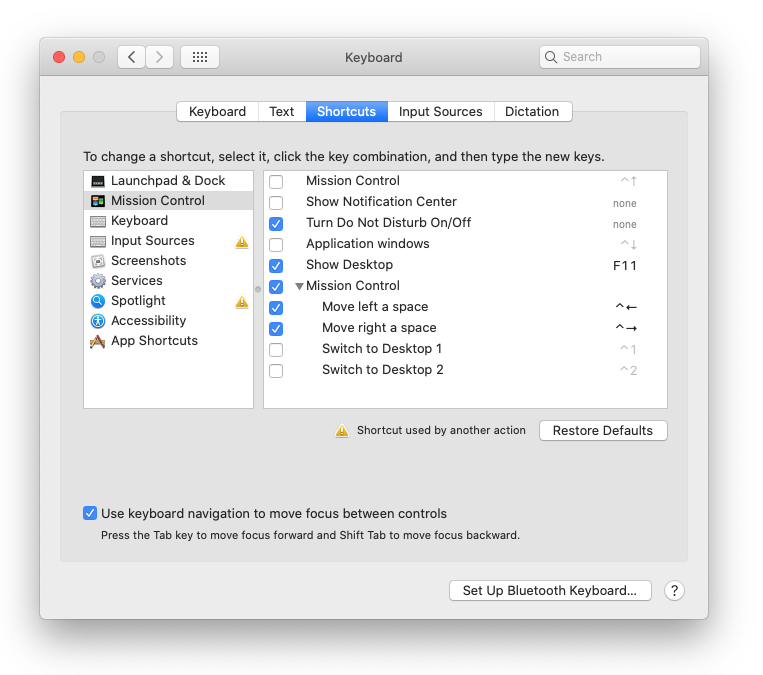 Keyboard
Search
Keyboard Text Shortcuts Input Sources Dictation
To change a shortcut, select it, click the key combination, and then type the new keys.
Launchpad & Dock
Mission Control
Keyboard
Input Sources
Screenshots
Services
Spotlight
Accessibility
App Shortcuts
Mission Control ^↑
Show Notification Center none
Turn Do Not Disturb On/Off none
Application windows ^↓
Show Desktop F11
Mission Control
Move left a space ^←
Move right a space ^→
Switch to Desktop 1 ^1
Switch to Desktop 2 ^2
Shortcut used by another action
Restore Defaults
Use keyboard navigation to move focus between controls
Press the Tab key to move focus forward and Shift Tab to move focus backward.
Set Up Bluetooth Keyboard... ?